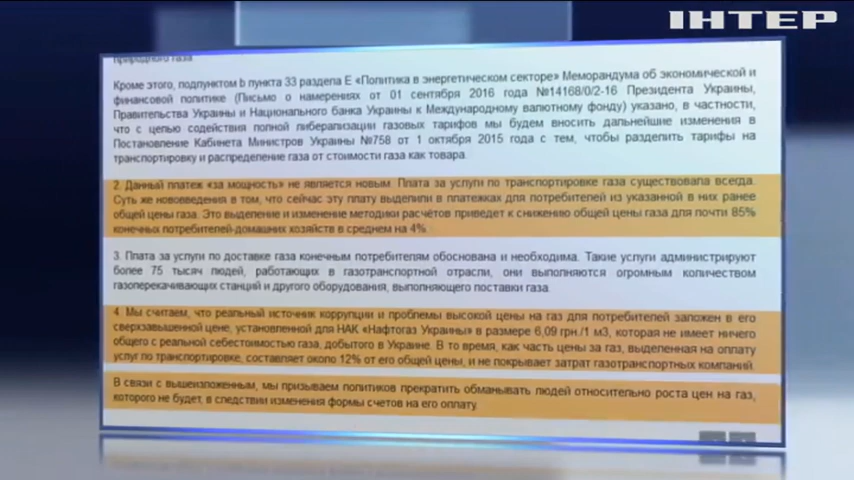 ІНТЕР
природного газа
Кроме этого, подпунктом b пункта 33 раздела Е «Политика в энергетическом секторе» Меморандума об экономической и
финансовой политике (Письмо о намерениях от 01 сентября 2016 года №14168/0/2-16 Президента Украины,
Правительства Украины и Национального банка Украины к Международному валютному фонду) указано, в частности,
что с целью содействия полной либерализации газовых тарифов мы будем вносить дальнейшие изменения в
Постановление Кабинета Министров Украины №758 от 1 октября 2015 года с тем, чтобы разделить тарифы на
транспортировку и распределение газа от стоимости газа как товара.
2. Данный платеж «за мощность» не является новым. Плата за услуги по транспортировке газа существовала всегда.
Суть же нововведения в том, что сейчас эту плату выделили в платежках для потребителей из указанной в них ранее
общей цены газа. Это выделение и изменение методики расчётов приведет к снижению общей цены газа для почти 85%
конечных потребителей-домашних хозяйств в среднем на 4%.
3. Плата за услуги по доставке газа конечным потребителям обоснована и необходима. Такие услуги администрируют
более 75 тысяч людей, работающих в газотранспортной отрасли, они выполняются огромным количеством
газоперекачивающих станций и другого оборудования, выполняющего поставки газа.
4. Мы считаем, что реальный источник коррупции и проблемы высокой цены на газ для потребителей заложен в его
сверхзавышенной цене, установленной для НАК «Нафтогаз Украины» в размере 6,09 грн./1 м3, которая не имеет ничего
общего с реальной себестоимостью газа, добытого в Украине. В то время, как часть цены за газ, выделенная на оплату
услуг по транспортировке, составляет около 12% от его общей цены, и не покрывает затрат газотранспортных компаний.
В связи с вышеизложенным, мы призываем политиков прекратить обманывать людей относительно роста цен на газ,
которого не будет, в следствии изменения формы счетов на его оплату.